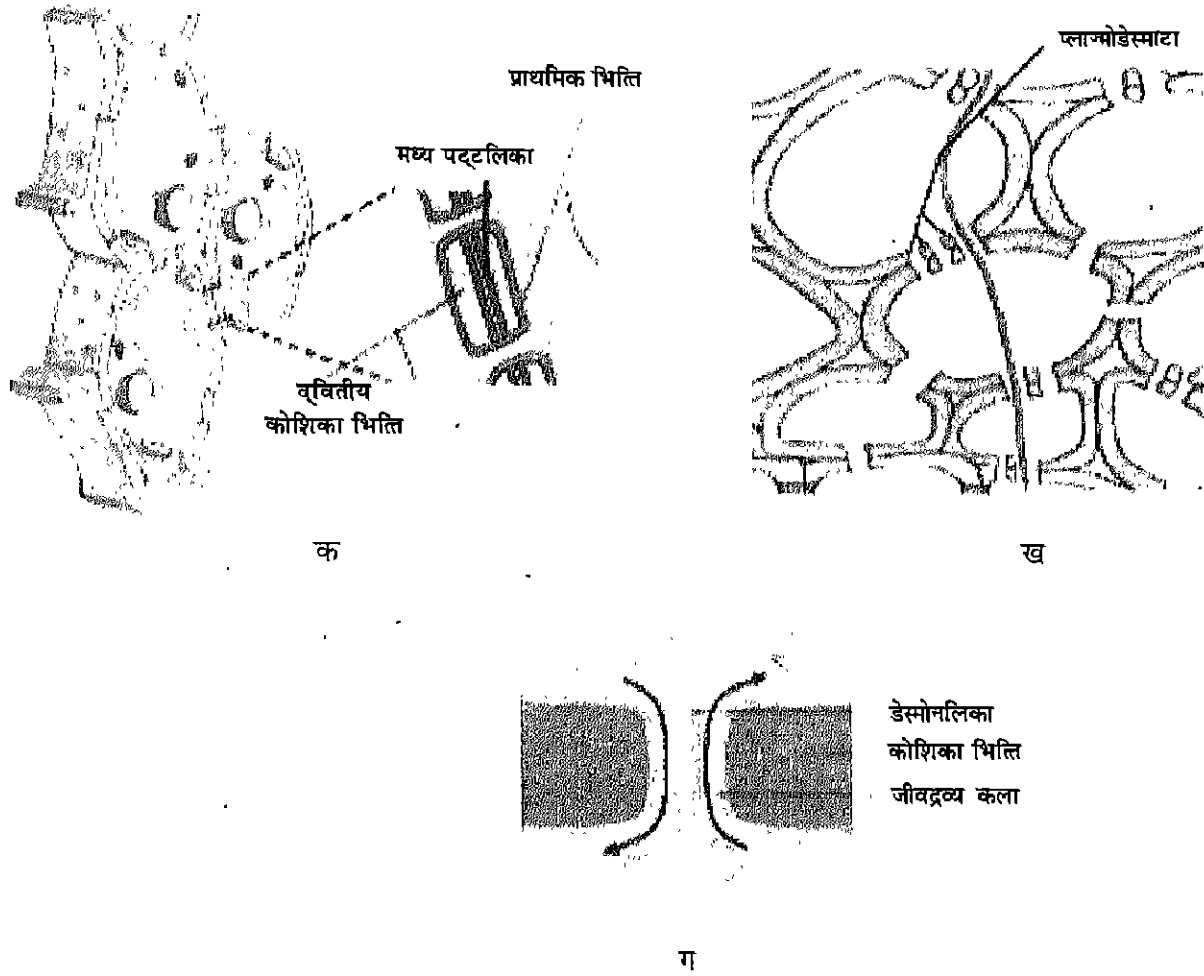 प्राथमिक भित्ति
मध्य पट्टलिका
द्वितीय
कोशिका भित्ति
क
प्लाज्मोडेस्माटा
ख
डेस्मोनलिका
कोशिका भित्ति
जीवद्रव्य कला
ग